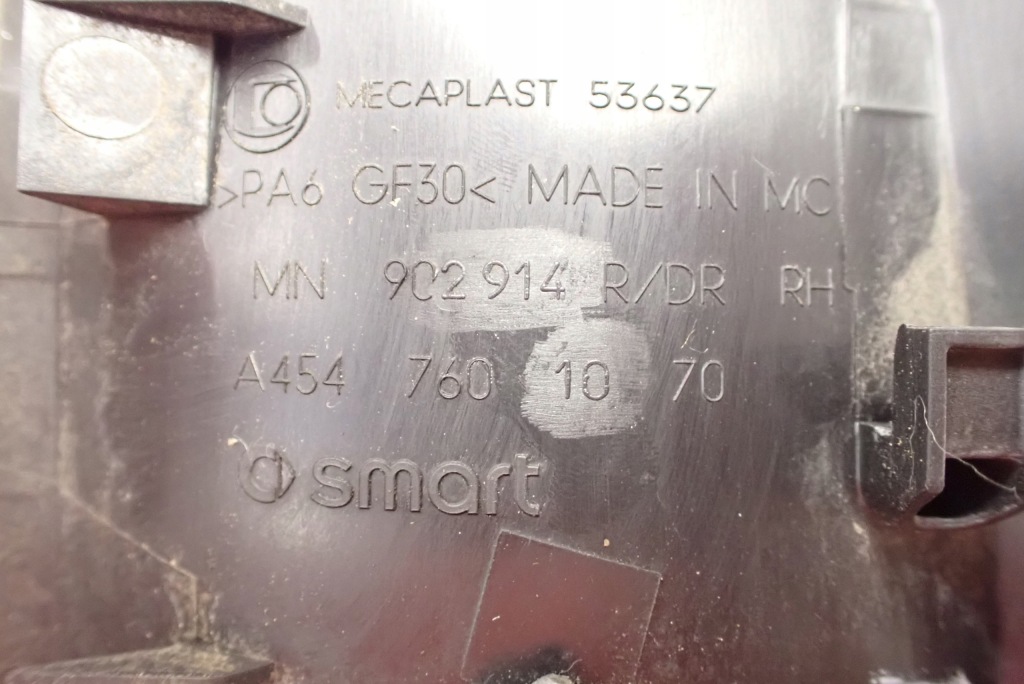 MECAPLAST 53637
>PA6 GF30< MADE IN MC
MN 902 914 R/DR RH
A454 760 10 70
smart